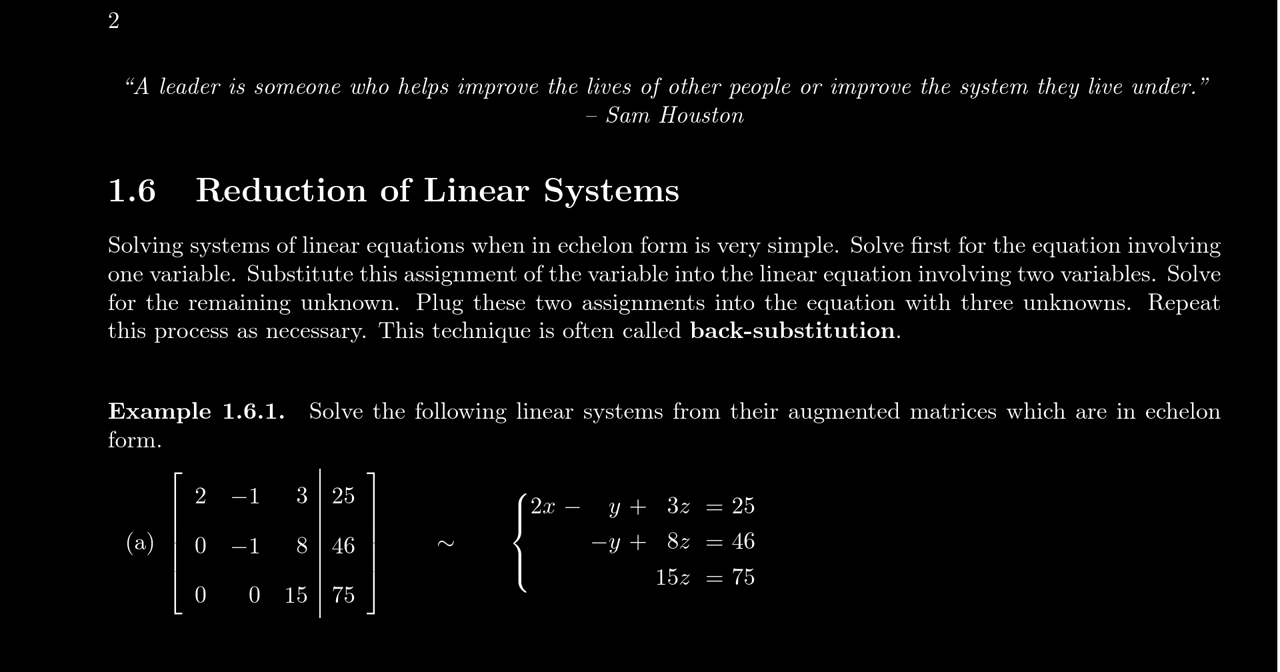 2
“A leader is someone who helps improve the lives of other people or improve the system they live under.”
– Sam Houston
1.6 Reduction of Linear Systems
Solving systems of linear equations when in echelon form is very simple. Solve first for the equation involving
one variable. Substitute this assignment of the variable into the linear equation involving two variables. Solve
for the remaining unknown. Plug these two assignments into the equation with three unknowns. Repeat
this process as necessary. This technique is often called back-substitution.
Example 1.6.1. Solve the following linear systems from their augmented matrices which are in echelon
form.
2 −1 3 | 25 2x − y + 3z = 25
(a) 0 −1 8 | 46 ∼ −y + 8z = 46
0 0 15 | 75 15z = 75